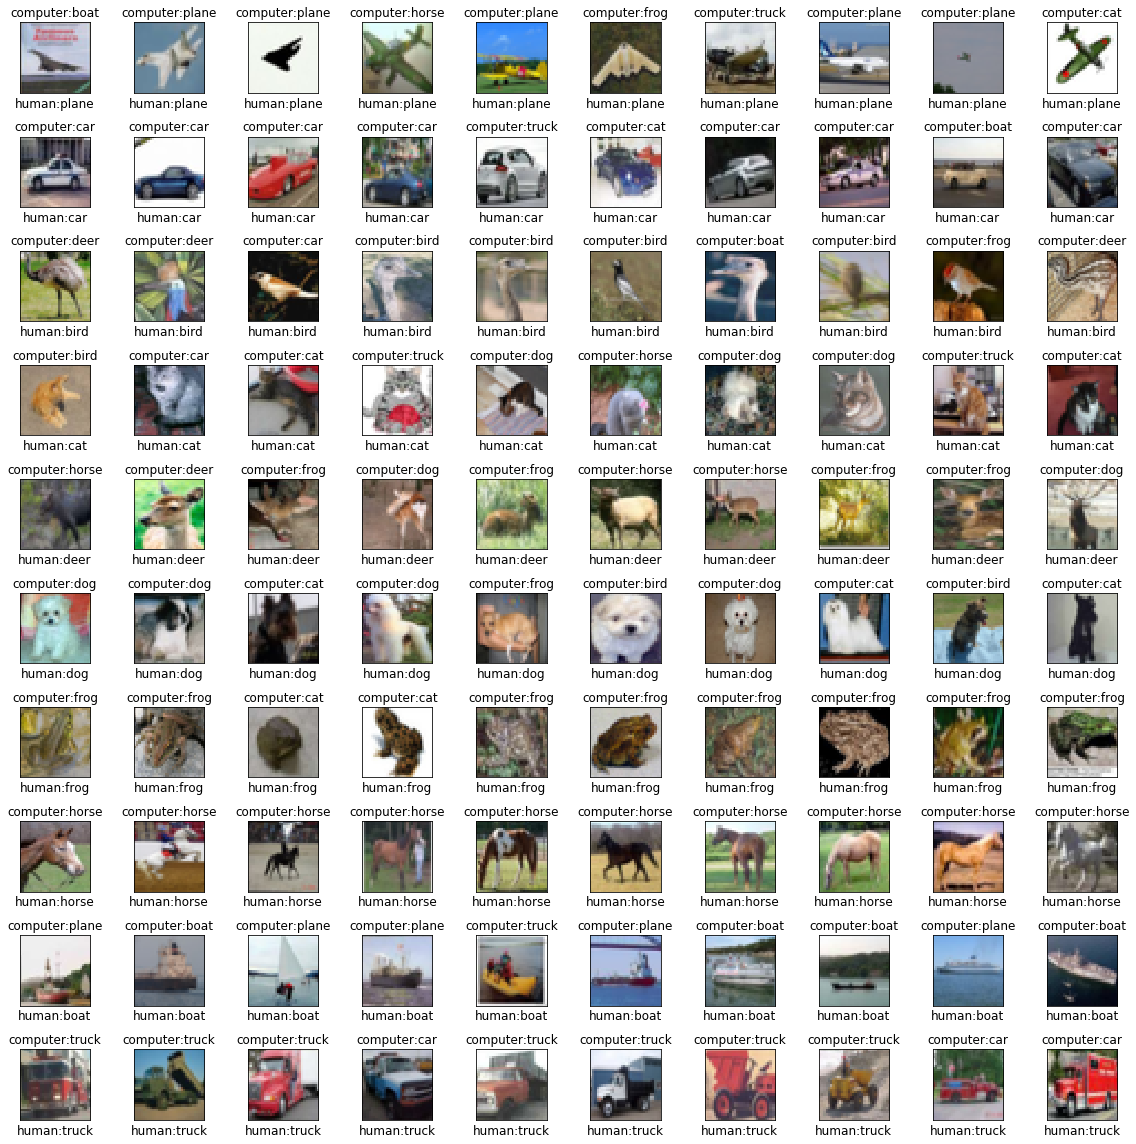 computer:boat computer:plane computer:plane computer:horse computer:plane computer:frog computer:truck computer:plane computer:plane computer:cat
human:plane human:plane human:plane human:plane human:plane human:plane human:plane human:plane human:plane human:plane
computer:car computer:car computer:car computer:car computer:truck computer:cat computer:car computer:car computer:boat computer:car
human:car human:car human:car human:car human:car human:car human:car human:car human:car human:car
computer:deer computer:deer computer:car computer:bird computer:bird computer:bird computer:boat computer:bird computer:frog computer:deer
human:bird human:bird human:bird human:bird human:bird human:bird human:bird human:bird human:bird human:bird
computer:bird computer:car computer:cat computer:truck computer:dog computer:horse computer:dog computer:dog computer:truck computer:cat
human:cat human:cat human:cat human:cat human:cat human:cat human:cat human:cat human:cat human:cat
computer:horse computer:deer computer:frog computer:dog computer:frog computer:horse computer:horse computer:frog computer:frog computer:dog
human:deer human:deer human:deer human:deer human:deer human:deer human:deer human:deer human:deer human:deer
computer:dog computer:dog computer:cat computer:dog computer:frog computer:bird computer:dog computer:cat computer:bird computer:cat
human:dog human:dog human:dog human:dog human:dog human:dog human:dog human:dog human:dog human:dog
computer:frog computer:frog computer:cat computer:cat computer:frog computer:frog computer:frog computer:frog computer:frog computer:frog
human:frog human:frog human:frog human:frog human:frog human:frog human:frog human:frog human:frog human:frog
computer:horse computer:horse computer:horse computer:horse computer:horse computer:horse computer:horse computer:horse computer:horse computer:horse
human:horse human:horse human:horse human:horse human:horse human:horse human:horse human:horse human:horse human:horse
computer:plane computer:boat computer:plane computer:plane computer:truck computer:plane computer:boat computer:boat computer:plane computer:boat
human:boat human:boat human:boat human:boat human:boat human:boat human:boat human:boat human:boat human:boat
computer:truck computer:truck computer:truck computer:car computer:truck computer:truck computer:truck computer:truck computer:car computer:car
human:truck human:truck human:truck human:truck human:truck human:truck human:truck human:truck human:truck human:truck